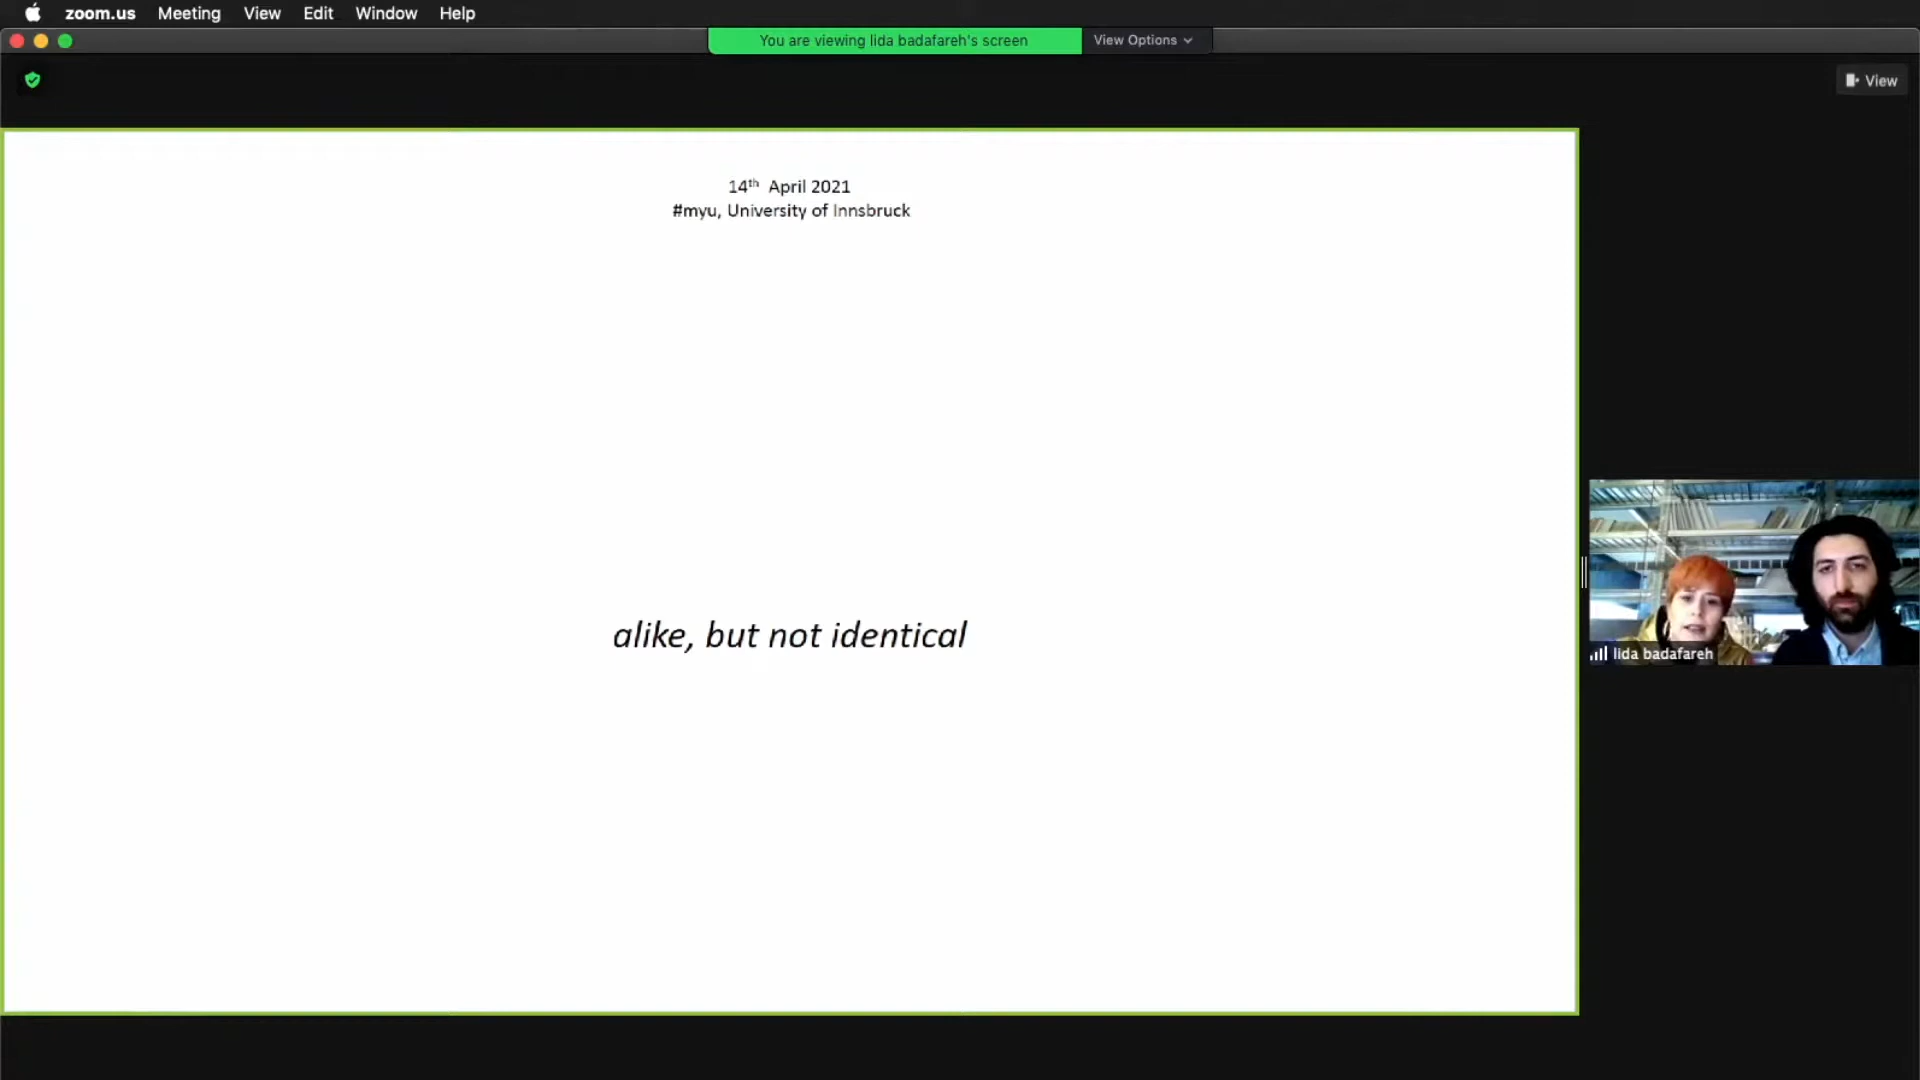 zoom.us Meeting View Edit Window Help
You are viewing lida badafareh's screen View Options
View
14th April 2021
#myu, University of Innsbruck
alike, but not identical
lida badafareh